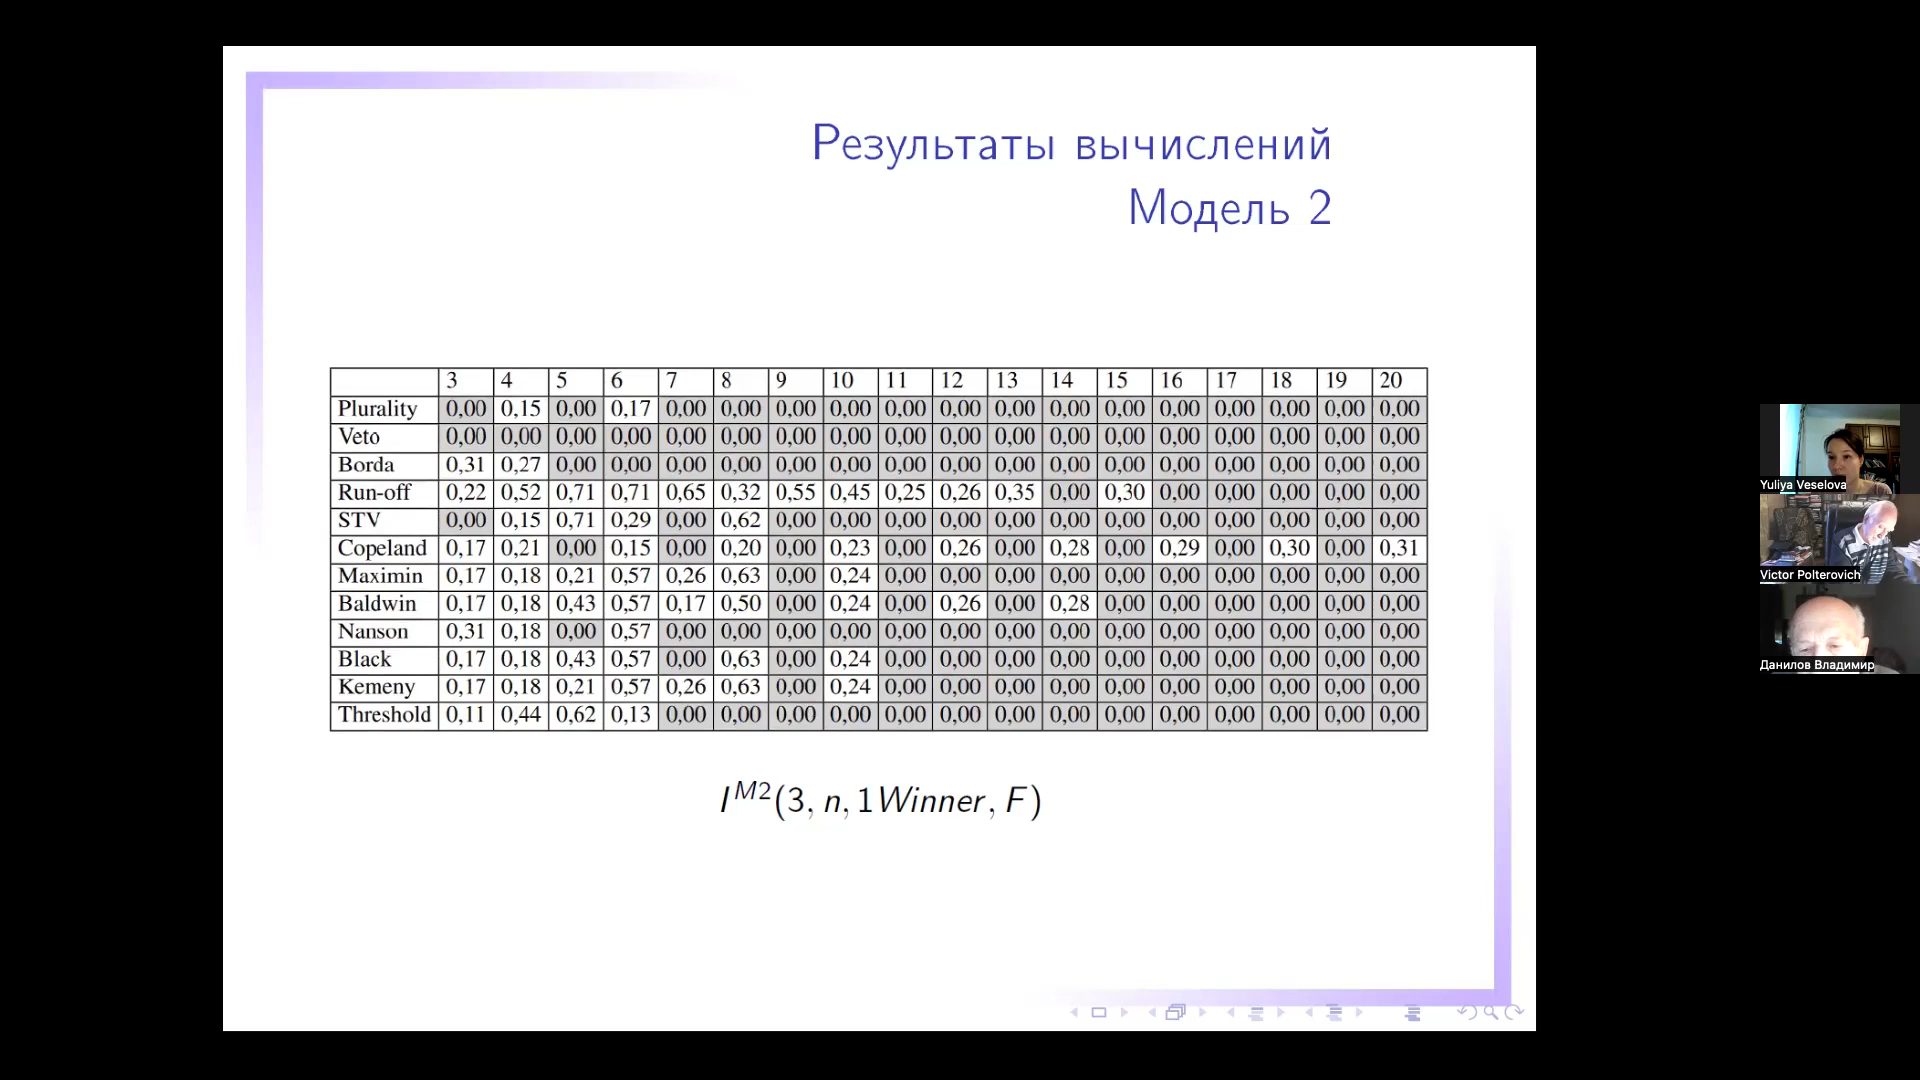 Результаты вычислений
Модель 2
3 4 5 6 7 8 9 10 11 12 13 14 15 16 17 18 19 20
Plurality 0,00 0,15 0,00 0,17 0,00 0,00 0,00 0,00 0,00 0,00 0,00 0,00 0,00 0,00 0,00 0,00 0,00 0,00
Veto 0,00 0,00 0,00 0,00 0,00 0,00 0,00 0,00 0,00 0,00 0,00 0,00 0,00 0,00 0,00 0,00 0,00 0,00
Borda 0,31 0,27 0,00 0,00 0,00 0,00 0,00 0,00 0,00 0,00 0,00 0,00 0,00 0,00 0,00 0,00 0,00 0,00
Run-off 0,22 0,52 0,71 0,71 0,65 0,32 0,55 0,45 0,25 0,26 0,35 0,00 0,30 0,00 0,00 0,00 0,00 0,00
STV 0,00 0,15 0,71 0,29 0,00 0,62 0,00 0,00 0,00 0,00 0,00 0,00 0,00 0,00 0,00 0,00 0,00 0,00
Copeland 0,17 0,21 0,00 0,15 0,00 0,20 0,00 0,23 0,00 0,26 0,00 0,28 0,00 0,29 0,00 0,30 0,00 0,31
Maximin 0,17 0,18 0,21 0,57 0,26 0,63 0,00 0,24 0,00 0,00 0,00 0,00 0,00 0,00 0,00 0,00 0,00 0,00
Baldwin 0,17 0,18 0,43 0,57 0,17 0,50 0,00 0,24 0,00 0,26 0,00 0,28 0,00 0,00 0,00 0,00 0,00 0,00
Nanson 0,31 0,18 0,00 0,57 0,00 0,00 0,00 0,00 0,00 0,00 0,00 0,00 0,00 0,00 0,00 0,00 0,00 0,00
Black 0,17 0,18 0,43 0,57 0,00 0,63 0,00 0,24 0,00 0,00 0,00 0,00 0,00 0,00 0,00 0,00 0,00 0,00
Kemeny 0,17 0,18 0,21 0,57 0,26 0,63 0,00 0,24 0,00 0,00 0,00 0,00 0,00 0,00 0,00 0,00 0,00 0,00
Threshold 0,11 0,44 0,62 0,13 0,00 0,00 0,00 0,00 0,00 0,00 0,00 0,00 0,00 0,00 0,00 0,00 0,00 0,00
I^{M2}(3, n, 1Winner, F)
Yuliya Veselova
Victor Polterovich
Данилов Владимир